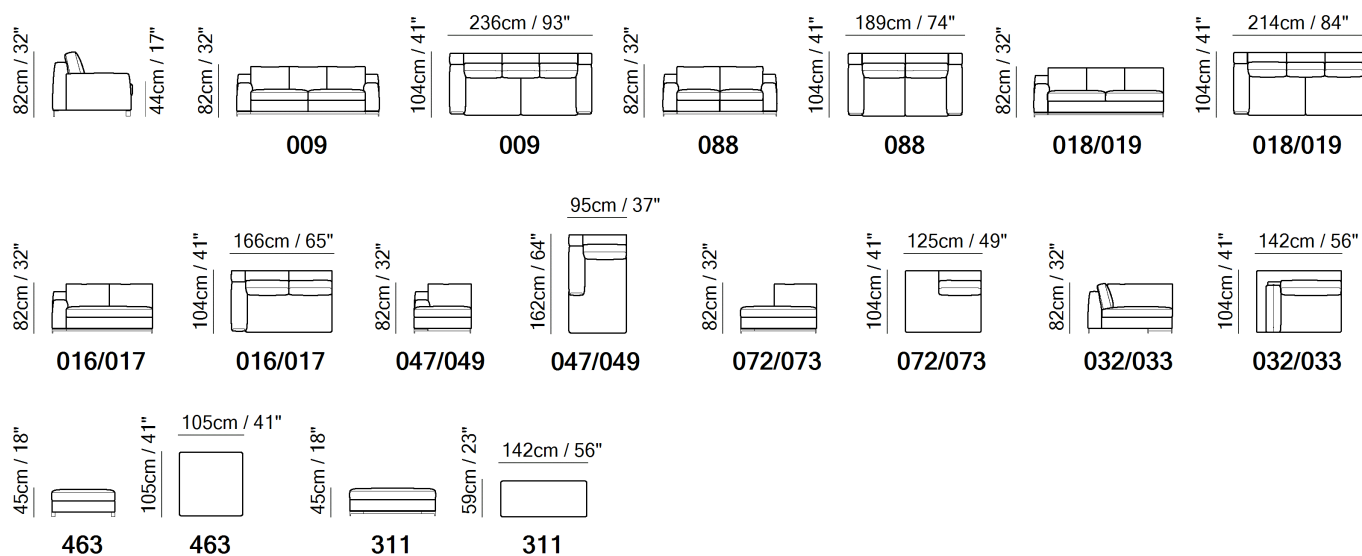 82cm / 32"
44cm / 17"
82cm / 32"
009
104cm / 41"
236cm / 93"
009
82cm / 32"
088
104cm / 41"
189cm / 74"
088
82cm / 32"
018/019
104cm / 41"
214cm / 84"
018/019
82cm / 32"
016/017
104cm / 41"
166cm / 65"
016/017
82cm / 32"
047/049
162cm / 64"
95cm / 37"
047/049
82cm / 32"
072/073
104cm / 41"
125cm / 49"
072/073
82cm / 32"
032/033
104cm / 41"
142cm / 56"
032/033
45cm / 18"
463
105cm / 41"
105cm / 41"
463
45cm / 18"
311
59cm / 23"
142cm / 56"
311